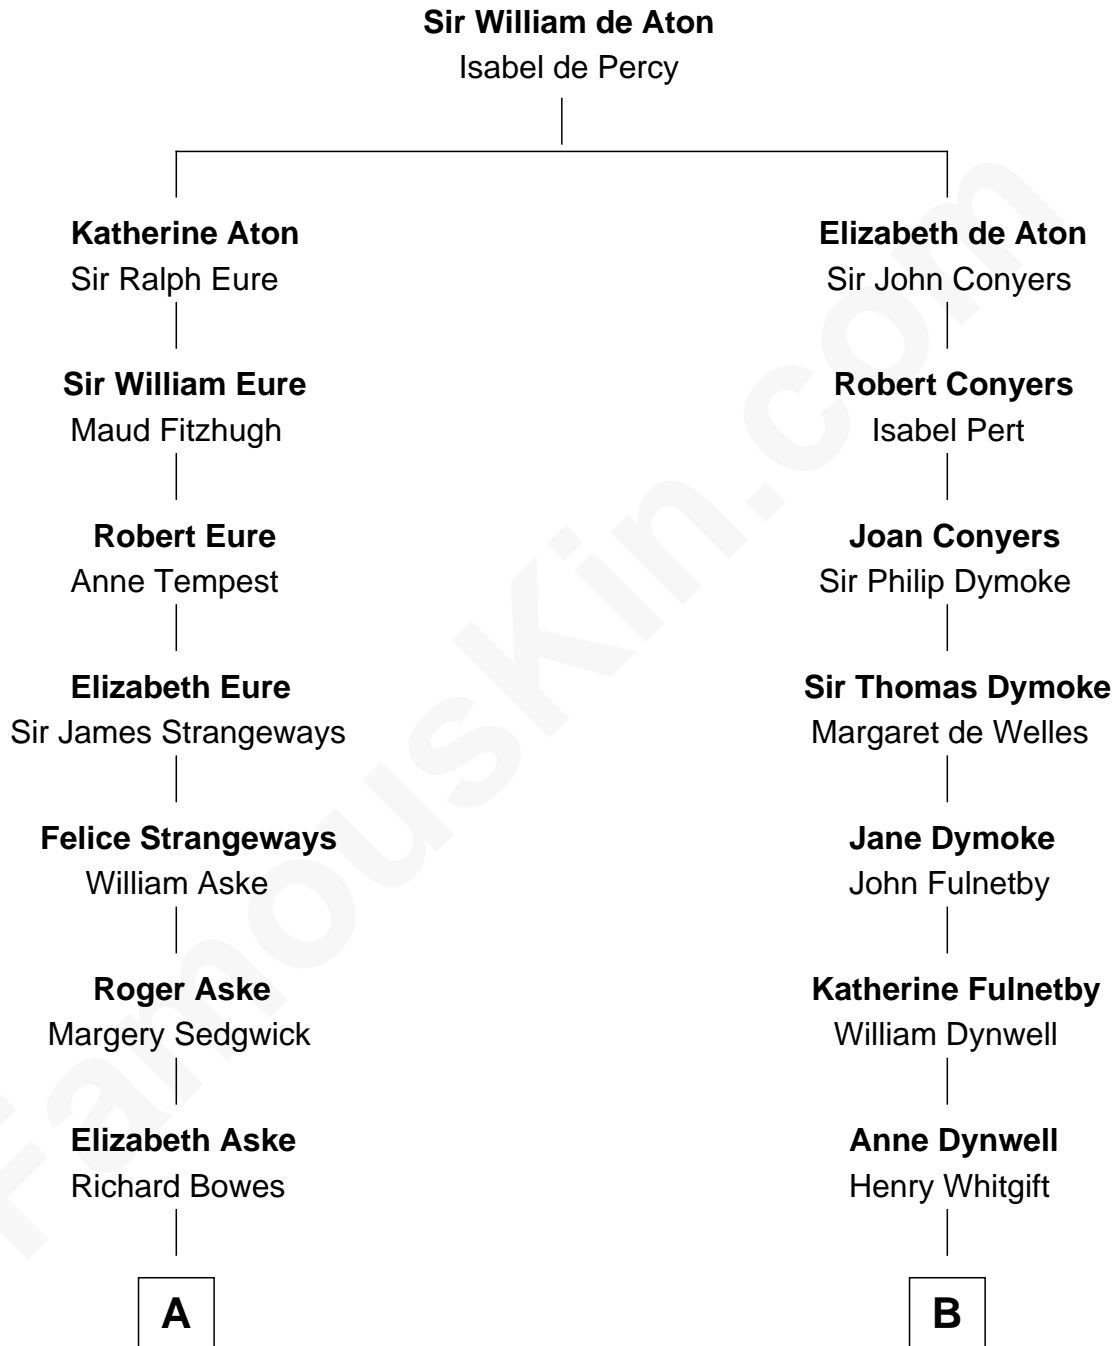 Sir William de Aton
Isabel de Percy
Katherine Aton
Sir Ralph Eure
Elizabeth de Aton
Sir John Conyers
Sir William Eure
Maud Fitzhugh
Robert Conyers
Isabel Pert
Robert Eure
Anne Tempest
Joan Conyers
Sir Philip Dymoke
Elizabeth Eure
Sir James Strangeways
Sir Thomas Dymoke
Margaret de Welles
Felice Strangeways
William Aske
Jane Dymoke
John Fulnetby
Roger Aske
Margery Sedgwick
Katherine Fulnetby
William Dynwell
Elizabeth Aske
Richard Bowes
Anne Dynwell
Henry Whitgift
A
B
FamousKin.com